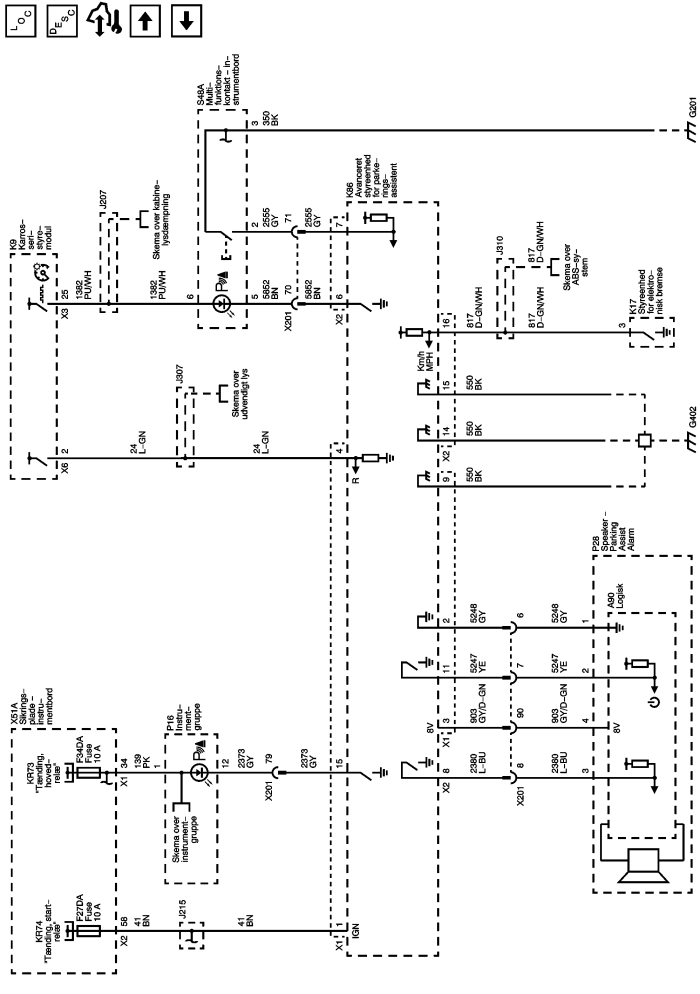 LOC
DESC
S48A
Multi–
funktions–
kontakt – in–
strumentbord
3
350
BK
G201
K9
Karros–
seri–
styre–
modul
J207
Skema over kabine–
lysdæmpning
25
X3
1382
PU/WH
1382
PU/WH
6
P
5
5852
BN
70
X201
5852
BN
6
X2
2
2555
GY
71
2555
GY
7
K86
Avanceret
styreenhed
for parke–
rings–
assistent
J307
Skema over
udvendigt lys
2
X6
24
L–GN
24
L–GN
4
R
Km/h
MPH
16
817
D–GN/WH
J310
817
D–GN/WH
817
D–GN/WH
Skema over
ABS–sy–
stem
3
K17
Styreenhed
for elektro–
nisk bremse
15
550
BK
14
X2
550
BK
9
550
BK
G402
X51A
Sikrings–
plade –
instru–
mentbord
KR73
"Tænding,
hoved–
relæ"
F34DA
Fuse
10 A
34
X1
139
PK
1
P16
Instru–
ment–
gruppe
P
Skema over
instrument–
gruppe
12
2373
GY
79
X201
2373
GY
15
KR74
"Tænding, start–
relæ"
F27DA
Fuse
10 A
58
X2
41
BN
J215
41
BN
1
X1
IGN
2
5248
GY
6
5248
GY
1
11
5247
YE
7
5247
YE
2
8V
3
X1
903
GY/D–GN
90
903
GY/D–GN
4
8V
8
X2
2380
L–BU
8
X201
2380
L–BU
3
P28
Speaker –
Parking
Assist
Alarm
A90
Logisk